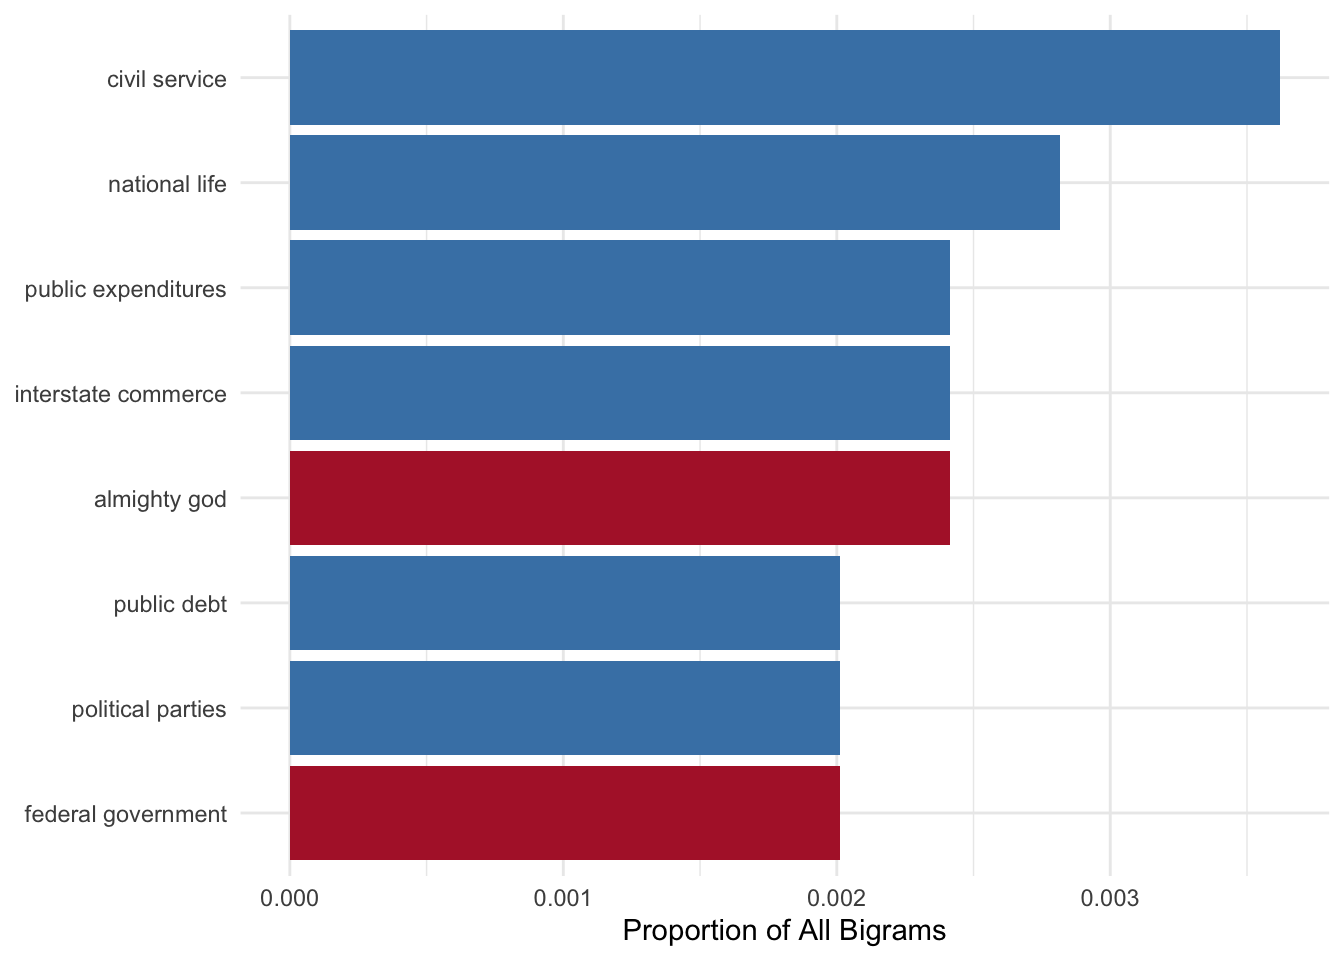 civil service
national life
public expenditures
interstate commerce
almighty god
public debt
political parties
federal government
0.000 0.001 0.002 0.003
Proportion of All Bigrams